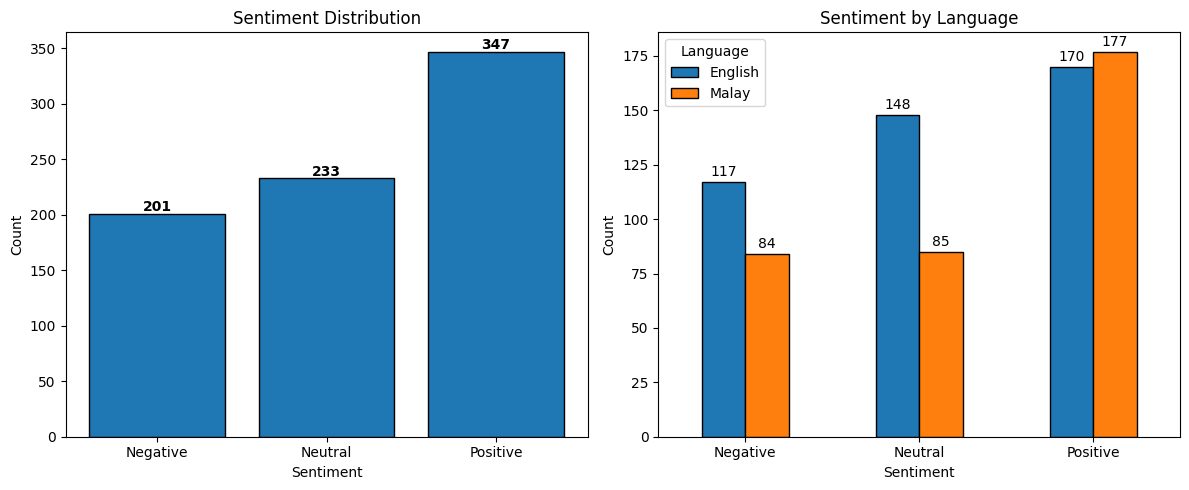 Sentiment Distribution
350
300
250
200
150
100
50
0
Count
201
233
347
Negative
Neutral
Positive
Sentiment
Sentiment by Language
175
150
125
100
75
50
25
0
Count
Language
English
Malay
117
84
148
85
170
177
Negative
Neutral
Positive
Sentiment